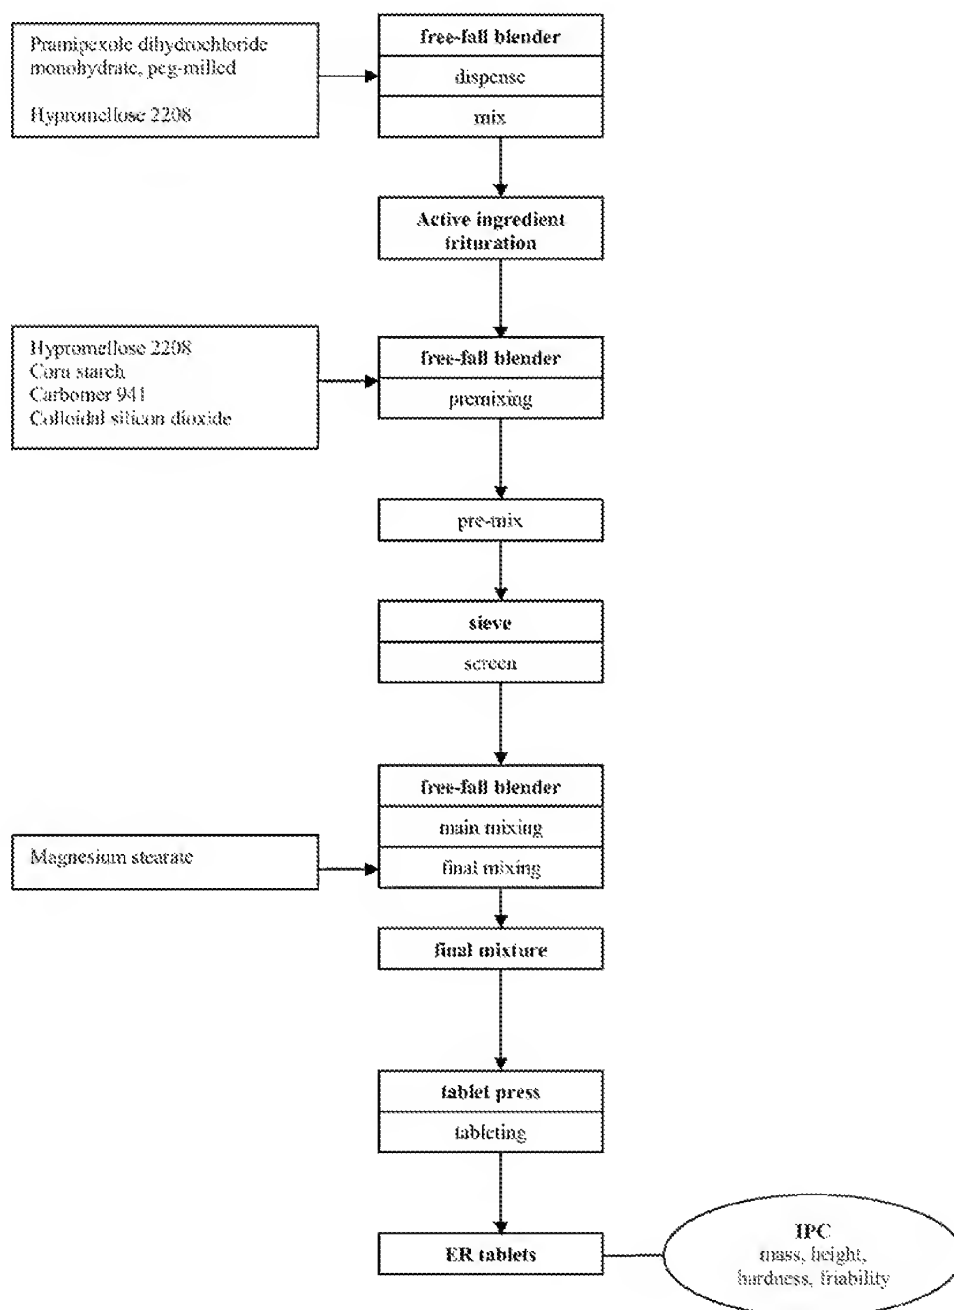 Pramipexole dihydrochloride
monohydrate, peg-milled
Hypromellose 2208
free-fall blender
dispense
mix
Active ingredient
trituration
Hypromellose 2208
Corn starch
Carbomer 941
Colloidal silicon dioxide
free-fall blender
premixing
pre-mix
sieve
screen
free-fall blender
main mixing
final mixing
Magnesium stearate
final mixture
tablet press
tableting
ER tablets
IPC
mass, height,
hardness, friability